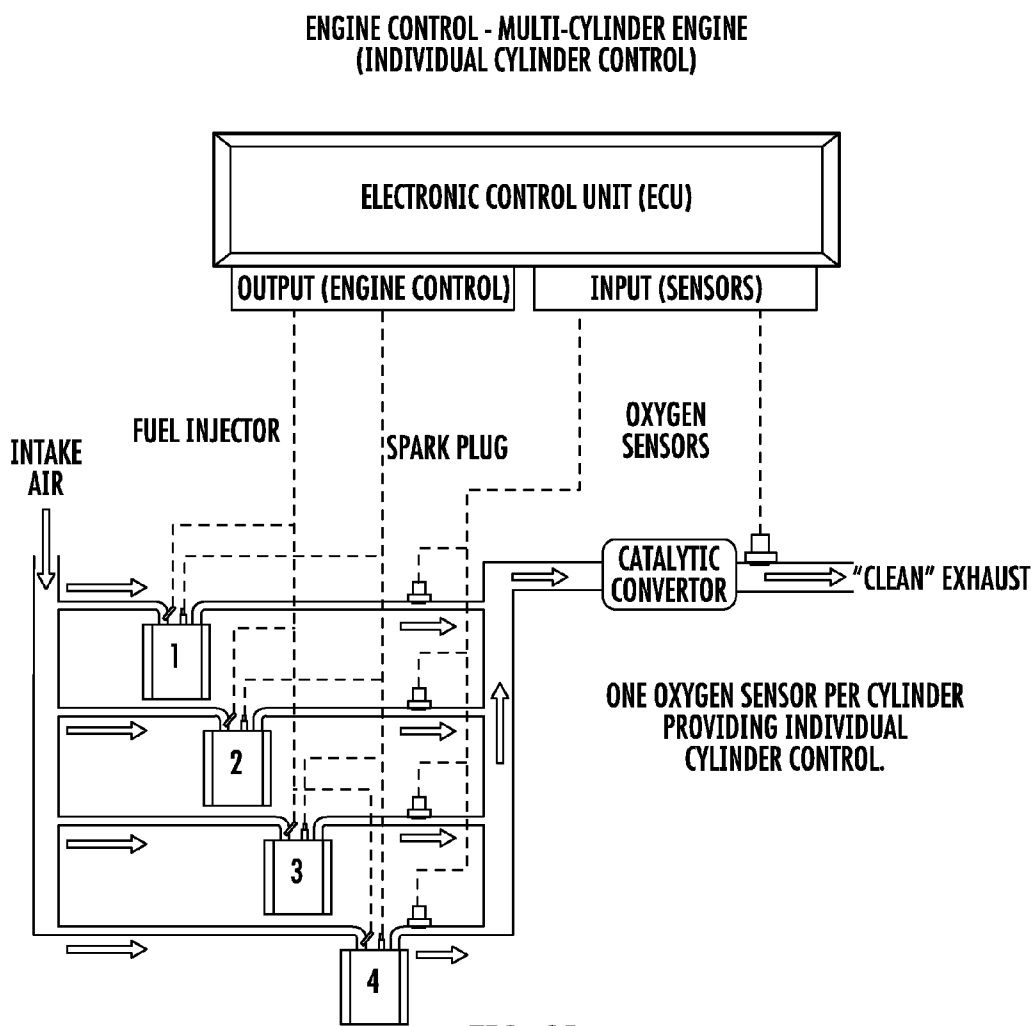 ENGINE CONTROL - MULTI-CYLINDER ENGINE
(INDIVIDUAL CYLINDER CONTROL)
ELECTRONIC CONTROL UNIT (ECU)
OUTPUT (ENGINE CONTROL)
INPUT (SENSORS)
FUEL INJECTOR
SPARK PLUG
OXYGEN
SENSORS
INTAKE
AIR
CATALYTIC
CONVERTOR
"CLEAN" EXHAUST
1
2
3
4
ONE OXYGEN SENSOR PER CYLINDER
PROVIDING INDIVIDUAL
CYLINDER CONTROL.